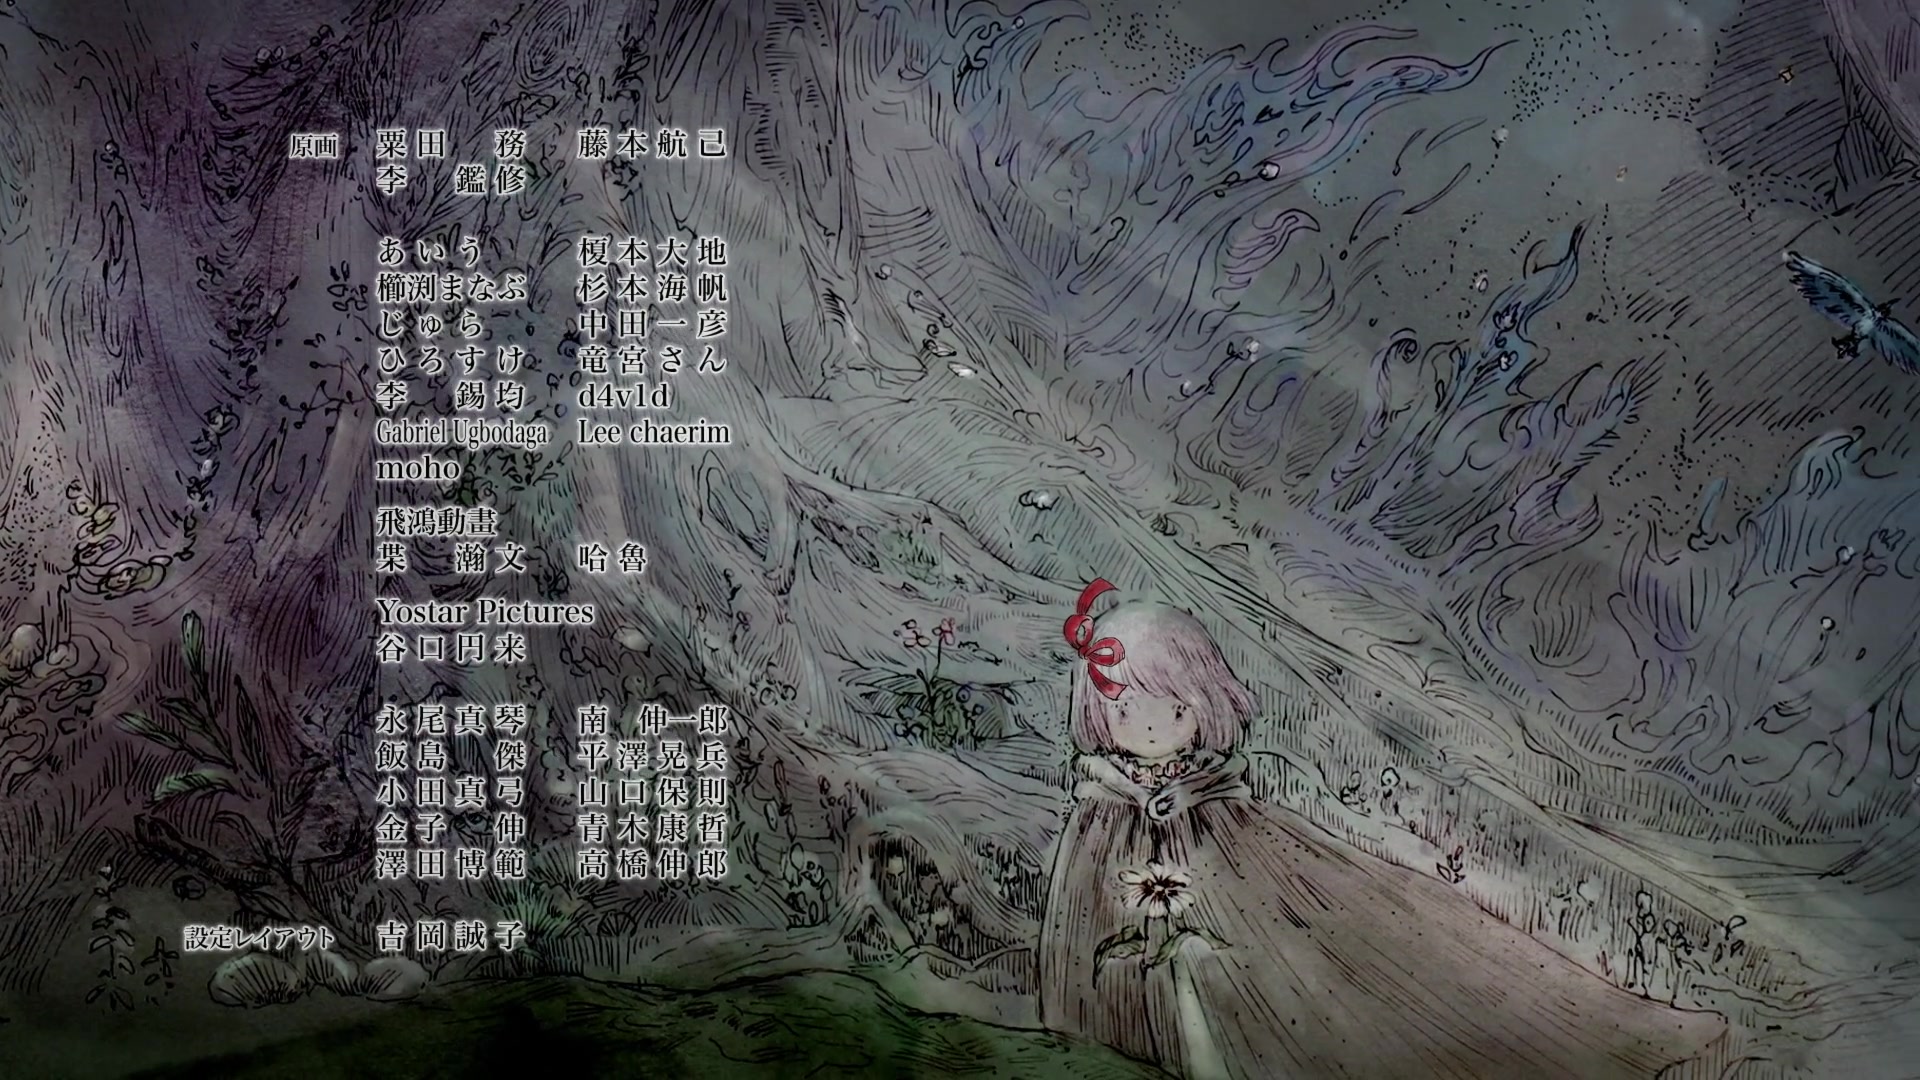 原画 粟田 務 藤本航己
李 鑑修
あいう 榎本大地
櫛渕まなぶ 杉本海帆
じゅら 中田一彦
ひろすけ 竜宮さん
李 錫均 d4v1d
Gabriel Ugbodaga Lee chaerim
moho
飛鴻動畫
瀚文 哈魯
Yostar Pictures
谷口円来
永尾真琴 南 伸一郎
飯島 傑 平澤晃兵
小田真弓 山口保則
金子 伸 青木康哲
澤田博範 高橋伸郎
設定レイアウト 吉岡誠子